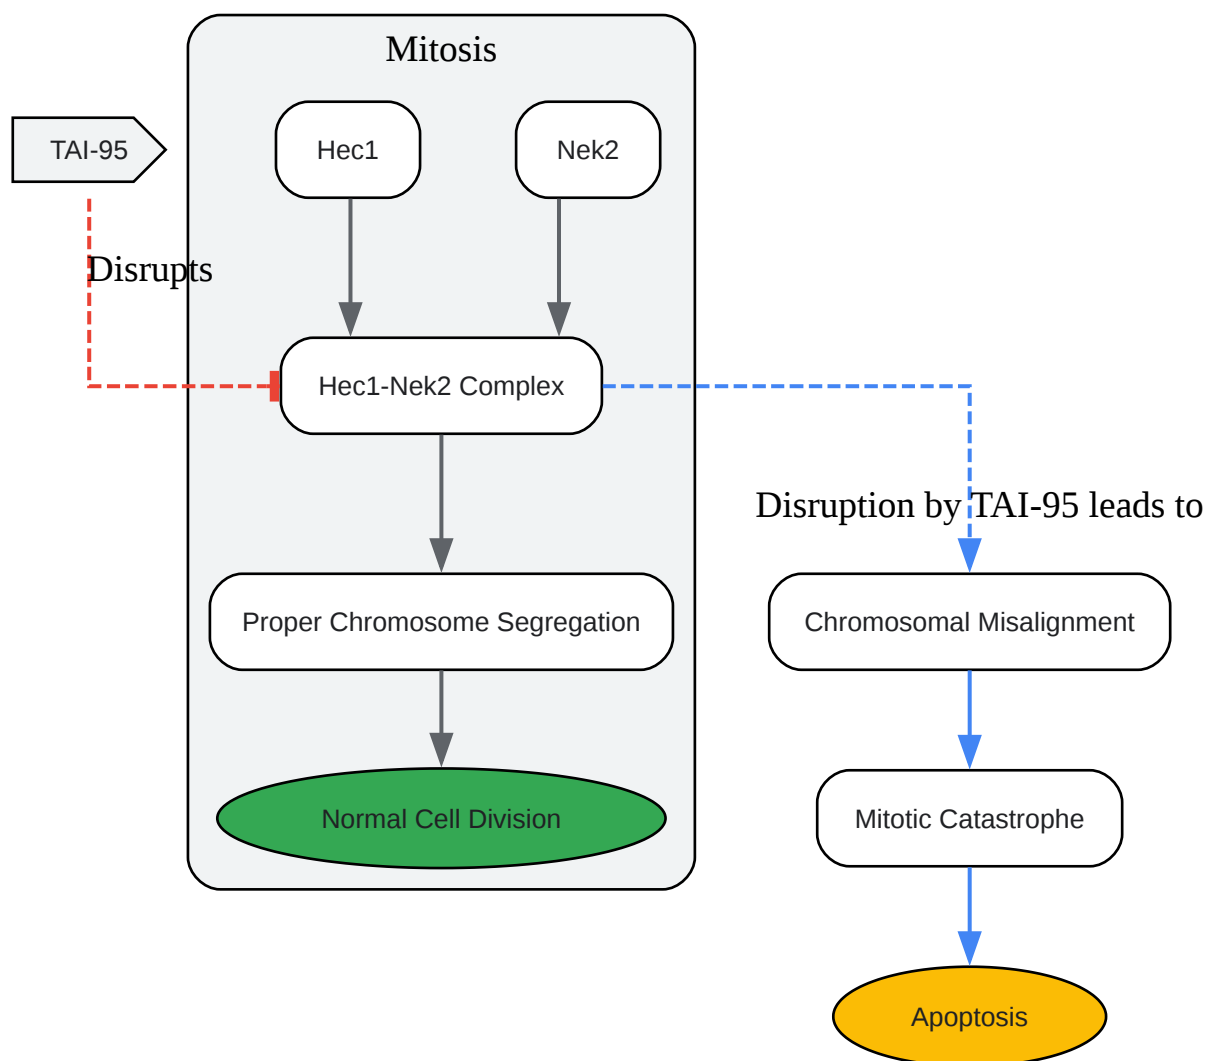 Mitosis
TAI-95
Hec1
Nek2
Disrupts
Hec1-Nek2 Complex
Disruption by TAI-95 leads to
Proper Chromosome Segregation
Chromosomal Misalignment
Normal Cell Division
Mitotic Catastrophe
Apoptosis